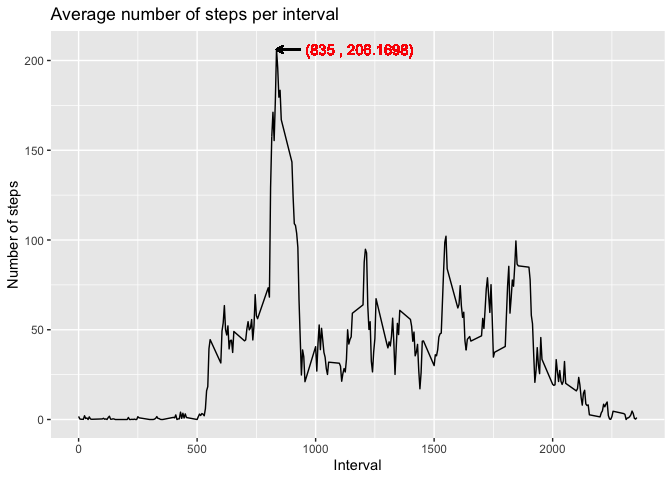 Average number of steps per interval
(835 , 206.1698)
200
150
100
50
0
Number of steps
0 500 1000 1500 2000
Interval